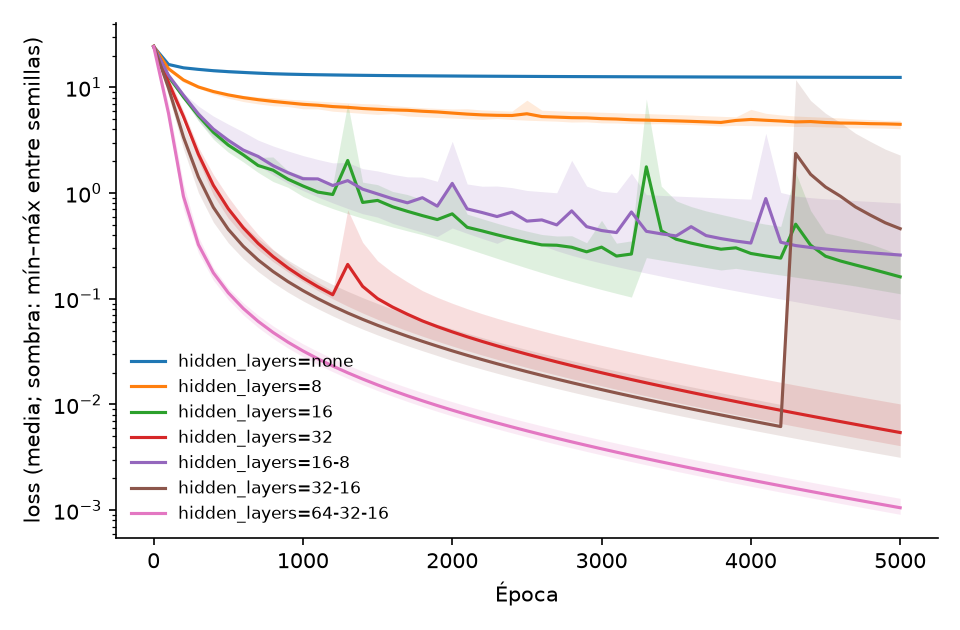 loss (media; sombra: mín–máx entre semillas)
10¹
10⁰
10⁻¹
10⁻²
10⁻³
hidden_layers=none
hidden_layers=8
hidden_layers=16
hidden_layers=32
hidden_layers=16-8
hidden_layers=32-16
hidden_layers=64-32-16
0 1000 2000 3000 4000 5000
Época